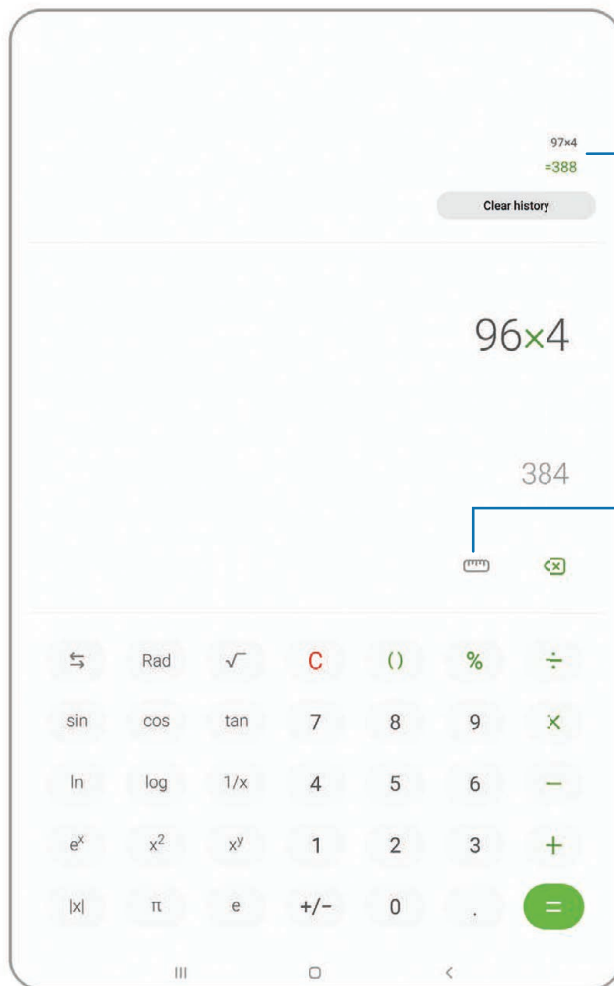 97×4
=388
Clear history
96×4
384
⇆ Rad √ C () % ÷
sin cos tan 7 8 9 ×
ln log 1/x 4 5 6 −
eˣ x² xʸ 1 2 3 +
|x| π e +/− 0 . =